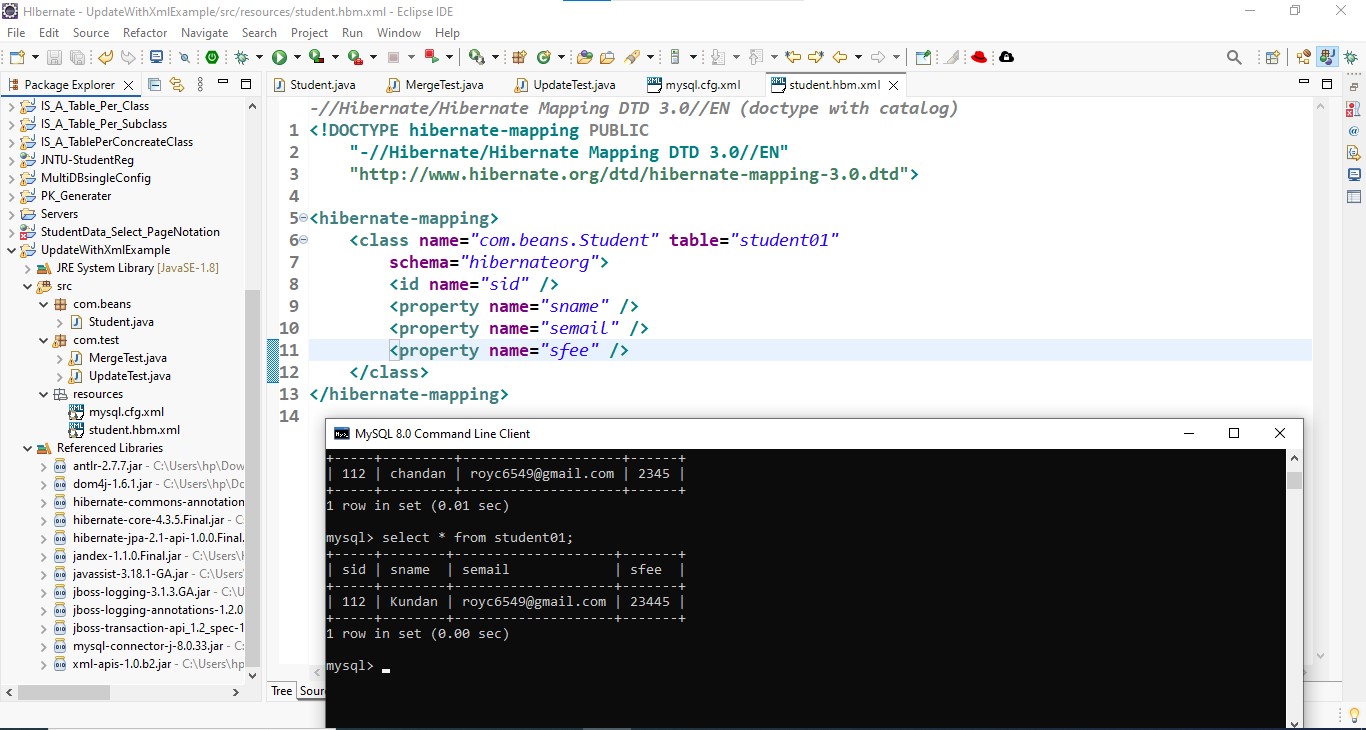 HIbernate - UpdateWithXmlExample/src/resources/student.hbm.xml - Eclipse IDE
File Edit Source Refactor Navigate Search Project Run Window Help
Package Explorer
Student.java MergeTest.java UpdateTest.java mysql.cfg.xml student.hbm.xml
IS_A_Table_Per_Class
IS_A_Table_Per_Subclass
IS_A_TablePerConcreateClass
JNTU-StudentReg
MultiDBsingleConfig
PK_Generater
Servers
StudentData_Select_PageNotation
UpdateWithXmlExample
JRE System Library [JavaSE-1.8]
src
com.beans
Student.java
com.test
MergeTest.java
UpdateTest.java
resources
mysql.cfg.xml
student.hbm.xml
Referenced Libraries
antlr-2.7.7.jar - C:\Users\hp\Dow
dom4j-1.6.1.jar - C:\Users\hp\Dc
hibernate-commons-annotation
hibernate-core-4.3.5.Final.jar - C
hibernate-jpa-2.1-api-1.0.0.Final.
jandex-1.1.0.Final.jar - C:\Users\
javassist-3.18.1-GA.jar - C:\Users
jboss-logging-3.1.3.GA.jar - C:\U
jboss-logging-annotations-1.2.0
jboss-transaction-api_1.2_spec-1
mysql-connector-j-8.0.33.jar - C:
xml-apis-1.0.b2.jar - C:\Users\hp
-//Hibernate/Hibernate Mapping DTD 3.0//EN (doctype with catalog)
1 <!DOCTYPE hibernate-mapping PUBLIC
2 "-//Hibernate/Hibernate Mapping DTD 3.0//EN"
3 "http://www.hibernate.org/dtd/hibernate-mapping-3.0.dtd">
4
5 <hibernate-mapping>
6 <class name="com.beans.Student" table="student01"
7 schema="hibernateorg">
8 <id name="sid" />
9 <property name="sname" />
10 <property name="semail" />
11 <property name="sfee" />
12 </class>
13 </hibernate-mapping>
14
Tree Sour
MySQL 8.0 Command Line Client
+-----+---------+--------------------+------+
| 112 | chandan | royc6549@gmail.com | 2345 |
+-----+---------+--------------------+------+
1 row in set (0.01 sec)
mysql> select * from student01;
+-----+--------+--------------------+-------+
| sid | sname  | semail             | sfee  |
+-----+--------+--------------------+-------+
| 112 | Kundan | royc6549@gmail.com | 23445 |
+-----+--------+--------------------+-------+
1 row in set (0.00 sec)
mysql>